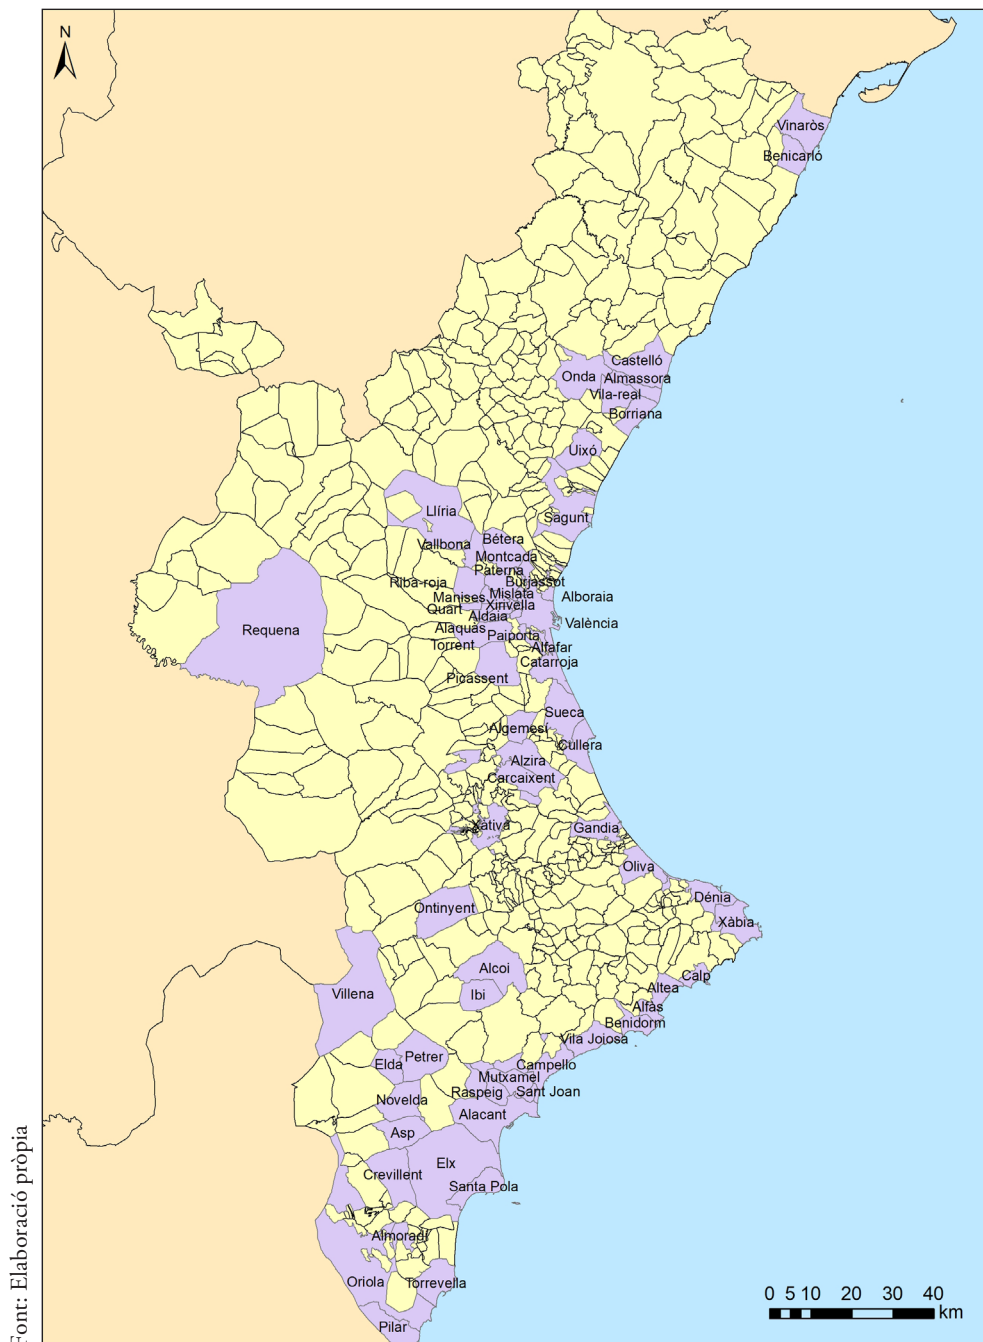 N
Vinaròs
Benicarló
Castelló
Onda
Almassora
Vila-real
Borriana
Uixó
Llíria
Sagunt
Bétera
Vallbona
Montcada
Paterna
Riba-roja
Burjassot
Mislata
Manises
Alboraia
Xirivella
Quart
Aldaia
València
Alaquàs
Requena
Paiporta
Torrent
Alfafar
Catarroja
Picassent
Sueca
Algemesí
Cullera
Alzira
Carcaixent
Xàtiva
Gandia
Oliva
Dénia
Ontinyent
Xàbia
Alcoi
Calp
Altea
Villena
Ibi
Alfàs
Benidorm
Vila Joiosa
Petrer
Elda
Campello
Mutxamel
Raspeig
Sant Joan
Novelda
Alacant
Asp
Elx
Crevillent
Santa Pola
Almoradí
Oriola
Torrevella
Pilar
0 5 10 20 30 40
km
Font: Elaboració pròpia